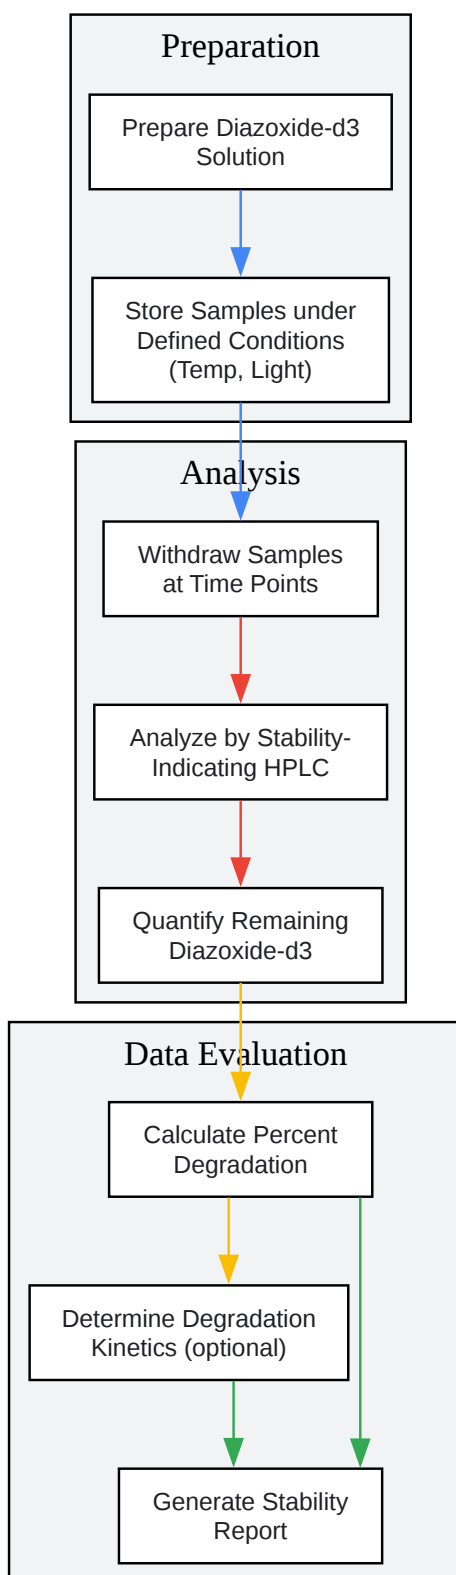 Preparation
Prepare Diazoxide-d3
Solution
Store Samples under
Defined Conditions
(Temp, Light)
Analysis
Withdraw Samples
at Time Points
Analyze by Stability-
Indicating HPLC
Quantify Remaining
Diazoxide-d3
Data Evaluation
Calculate Percent
Degradation
Determine Degradation
Kinetics (optional)
Generate Stability
Report